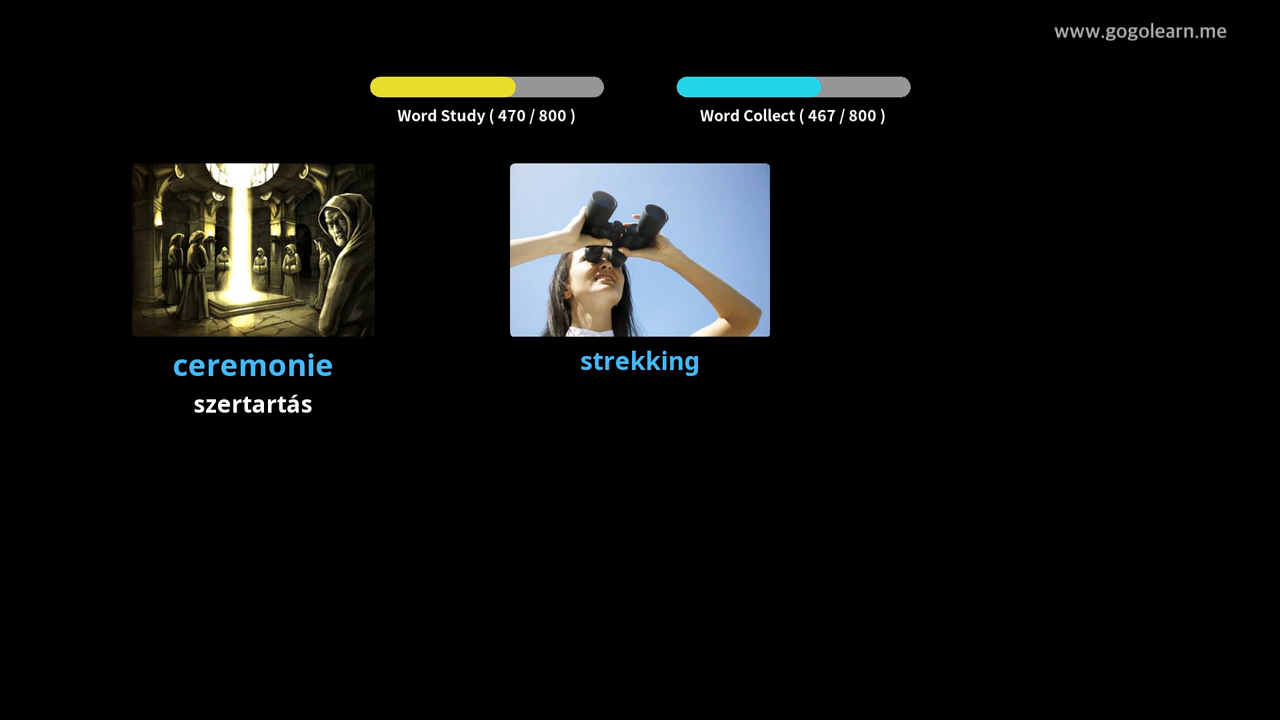 www.gogolearn.me
Word Study ( 470 / 800 )
Word Collect ( 467 / 800 )
ceremonie
szertartás
strekking